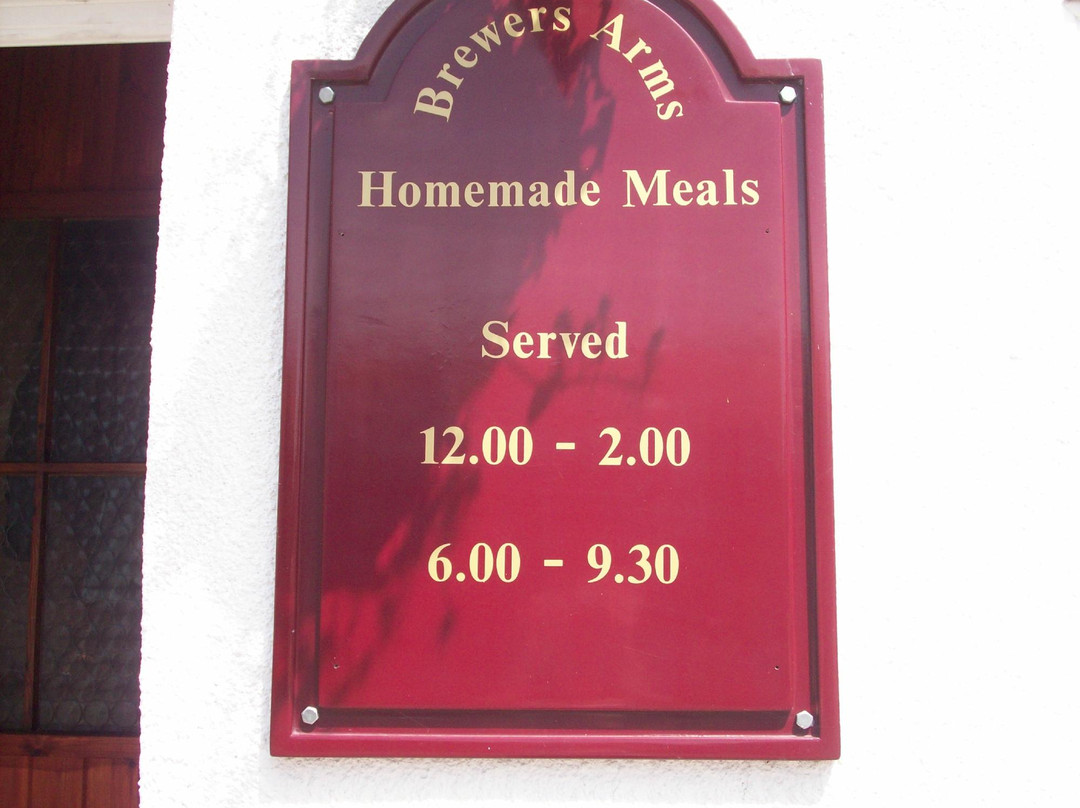 Brewers Arms
Homemade Meals
Served
12.00 - 2.00
6.00 - 9.30